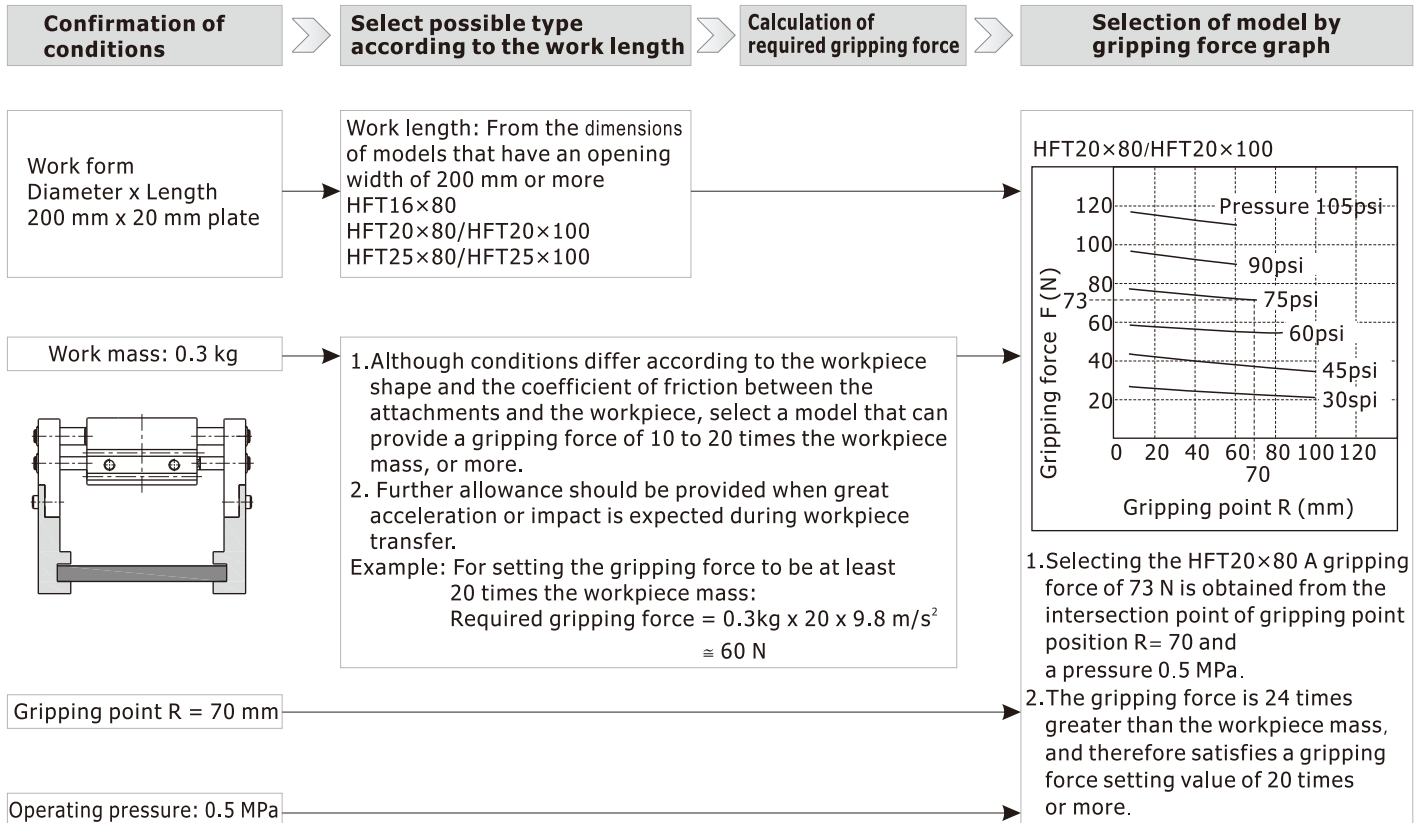 Confirmation of
conditions
Select possible type
according to the work length
Calculation of
required gripping force
Selection of model by
gripping force graph
Work form
Diameter x Length
200 mm x 20 mm plate
Work length: From the dimensions
of models that have an opening
width of 200 mm or more
HFT16×80
HFT20×80/HFT20×100
HFT25×80/HFT25×100
Work mass: 0.3 kg
1.Although conditions differ according to the workpiece
shape and the coefficient of friction between the
attachments and the workpiece, select a model that can
provide a gripping force of 10 to 20 times the workpiece
mass, or more.
2. Further allowance should be provided when great
acceleration or impact is expected during workpiece
transfer.
Example: For setting the gripping force to be at least
20 times the workpiece mass:
Required gripping force = 0.3kg x 20 x 9.8 m/s²
≅ 60 N
Gripping point R = 70 mm
Operating pressure: 0.5 MPa
HFT20×80/HFT20×100
Gripping force F (N)
120
100
80
73
60
40
20
Pressure 105psi
90psi
75psi
60psi
45psi
30spi
0 20 40 60 80 100 120
70
Gripping point R (mm)
1.Selecting the HFT20×80 A gripping
force of 73 N is obtained from the
intersection point of gripping point
position R= 70 and
a pressure 0.5 MPa.
2.The gripping force is 24 times
greater than the workpiece mass,
and therefore satisfies a gripping
force setting value of 20 times
or more.